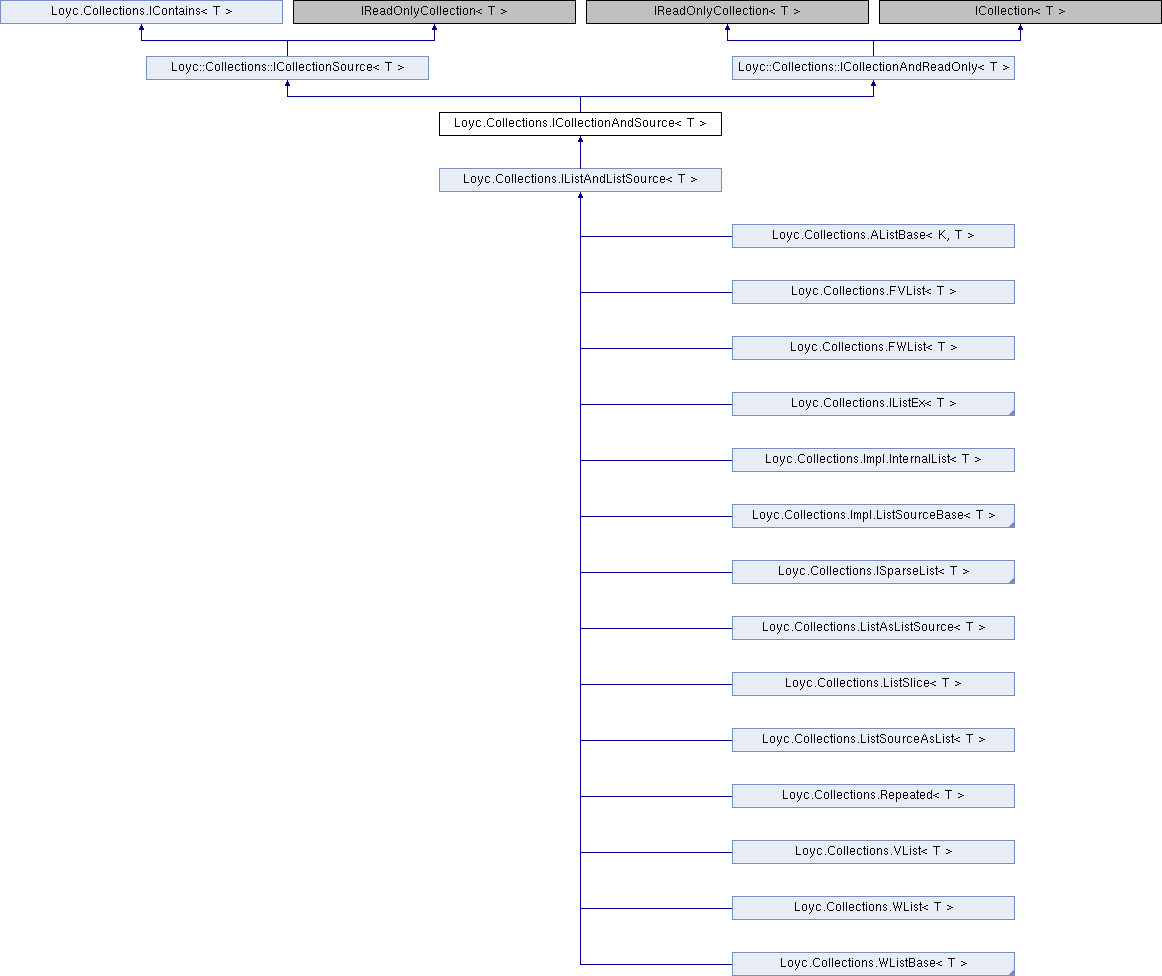 Loyc.Collections.IContains< T >
IReadOnlyCollection< T >
IReadOnlyCollection< T >
ICollection< T >
Loyc::Collections::ICollectionSource< T >
Loyc::Collections::ICollectionAndReadOnly< T >
Loyc.Collections.ICollectionAndSource< T >
Loyc.Collections.IListAndListSource< T >
Loyc.Collections.AListBase< K, T >
Loyc.Collections.FVList< T >
Loyc.Collections.FWList< T >
Loyc.Collections.IListEx< T >
Loyc.Collections.Impl.InternalList< T >
Loyc.Collections.Impl.ListSourceBase< T >
Loyc.Collections.ISparseList< T >
Loyc.Collections.ListAsListSource< T >
Loyc.Collections.ListSlice< T >
Loyc.Collections.ListSourceAsList< T >
Loyc.Collections.Repeated< T >
Loyc.Collections.VList< T >
Loyc.Collections.WList< T >
Loyc.Collections.WListBase< T >